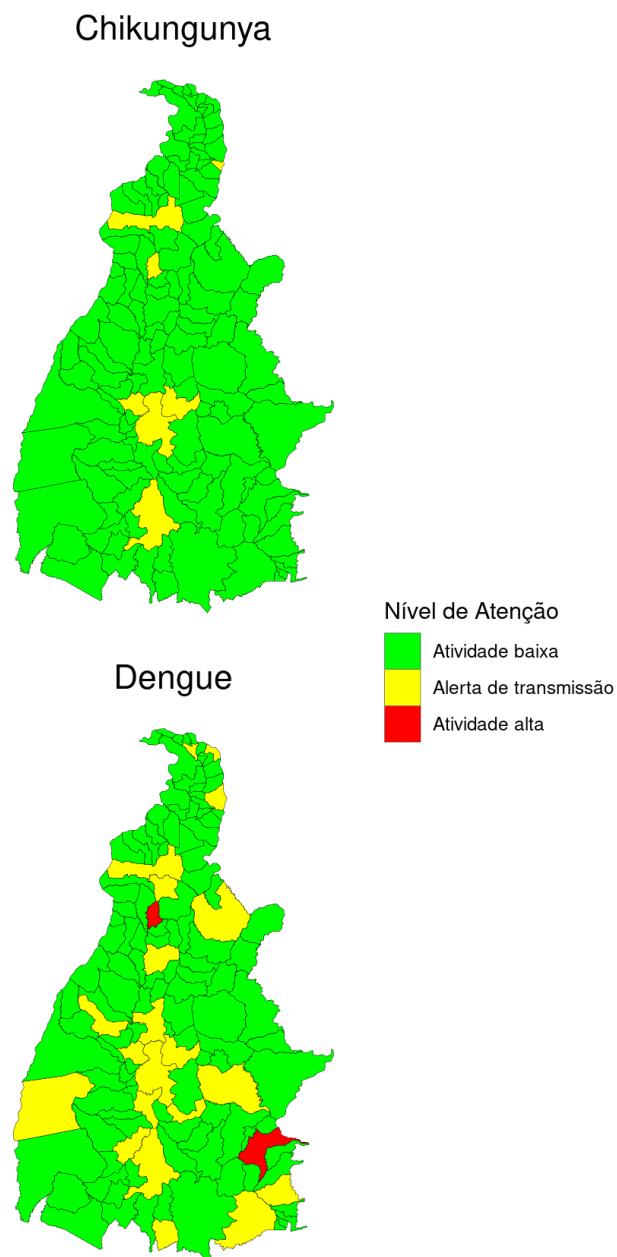 Chikungunya
Nível de Atenção
Atividade baixa
Alerta de transmissão
Atividade alta
Dengue